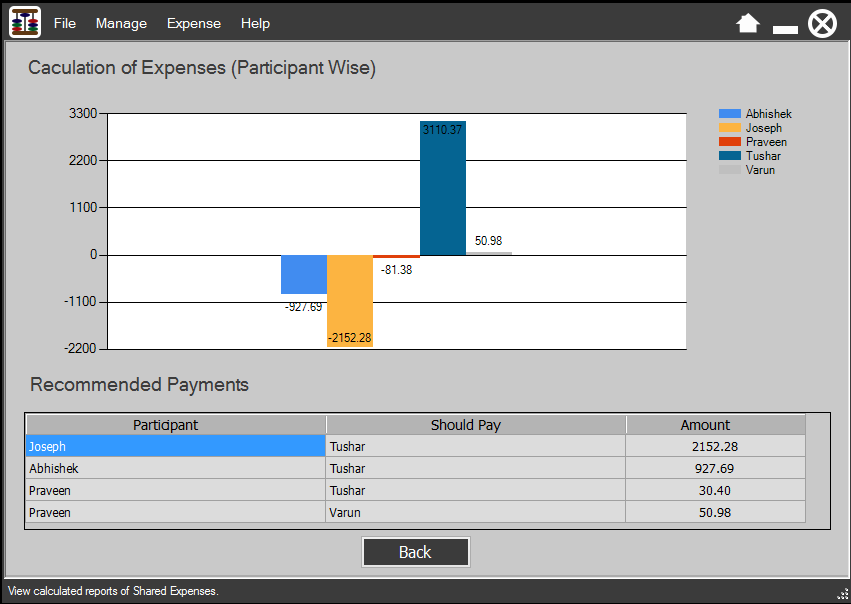 File Manage Expense Help
Caculation of Expenses (Participant Wise)
3300
2200
1100
0
-1100
-2200
3110.37
50.98
-81.38
-927.69
-2152.28
Abhishek
Joseph
Praveen
Tushar
Varun
Recommended Payments
Participant Should Pay Amount
Joseph Tushar 2152.28
Abhishek Tushar 927.69
Praveen Tushar 30.40
Praveen Varun 50.98
Back
View calculated reports of Shared Expenses.